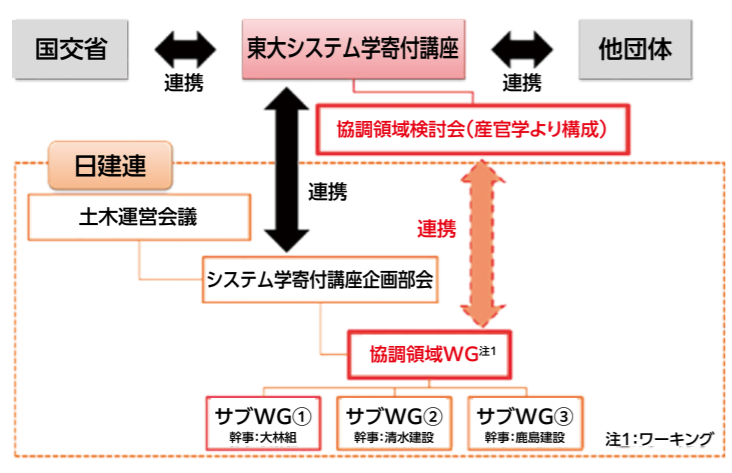 国交省
連携
東大システム学寄付講座
連携
他団体
協調領域検討会(産官学より構成)
日建連
土木運営会議
連携
連携
システム学寄付講座企画部会
協調領域WG注1
サブWG①
幹事:大林組
サブWG②
幹事:清水建設
サブWG③
幹事:鹿島建設
注1:ワーキング